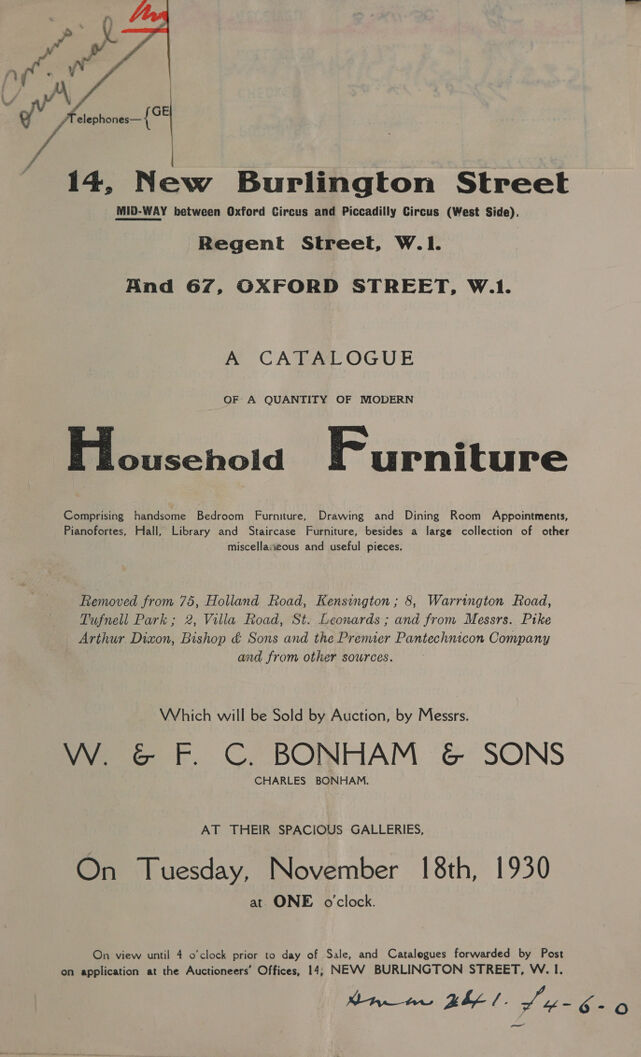 Comins.
original
Telephones— {GE
14, New Burlington Street
MID-WAY between Oxford Circus and Piccadilly Circus (West Side).
Regent Street, W.1.
And 67, OXFORD STREET, W.1.
A CATALOGUE
OF A QUANTITY OF MODERN
Household Furniture
Comprising handsome Bedroom Furniture, Drawing and Dining Room Appointments,
Pianofortes, Hall, Library and Staircase Furniture, besides a large collection of other
miscellaneous and useful pieces.
Removed from 75, Holland Road, Kensington; 8, Warrington Road,
Tufnell Park; 2, Villa Road, St. Leonards; and from Messrs. Pike
Arthur Dixon, Bishop & Sons and the Premier Pantechnicon Company
and from other sources.
Which will be Sold by Auction, by Messrs.
W. & F. C. BONHAM & SONS
CHARLES BONHAM.
AT THEIR SPACIOUS GALLERIES,
On Tuesday, November 18th, 1930
at ONE o'clock.
On view until 4 o'clock prior to day of Sale, and Catalogues forwarded by Post
on application at the Auctioneers' Offices, 14, NEW BURLINGTON STREET, W. 1.
£4-6-0